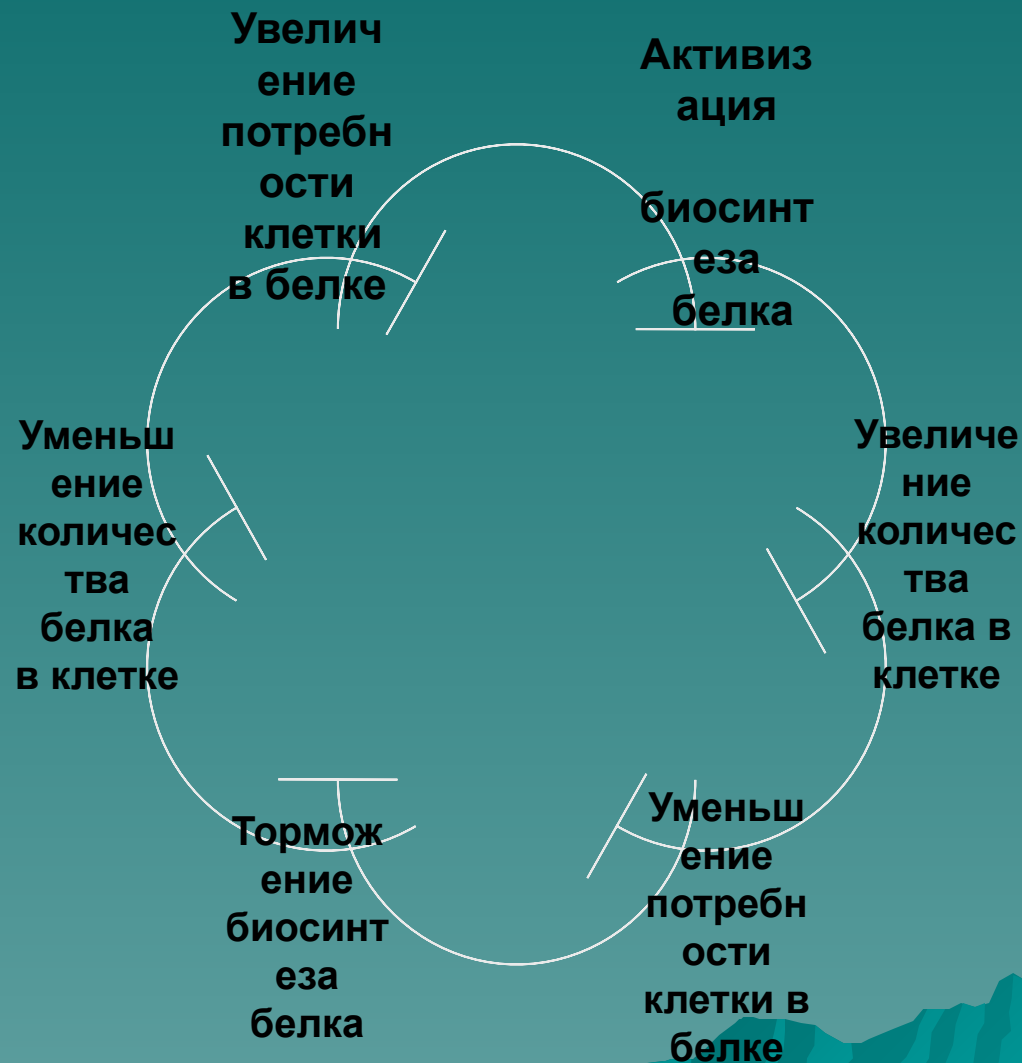 Увелич
ение
потребн
ости
клетки
в белке
Активиз
ация
биосинт
еза
белка
Увеличе
ние
количес
тва
белка в
клетке
Уменьш
ение
потребн
ости
клетки в
белке
Тормож
ение
биосинт
еза
белка
Уменьш
ение
количес
тва
белка
в клетке